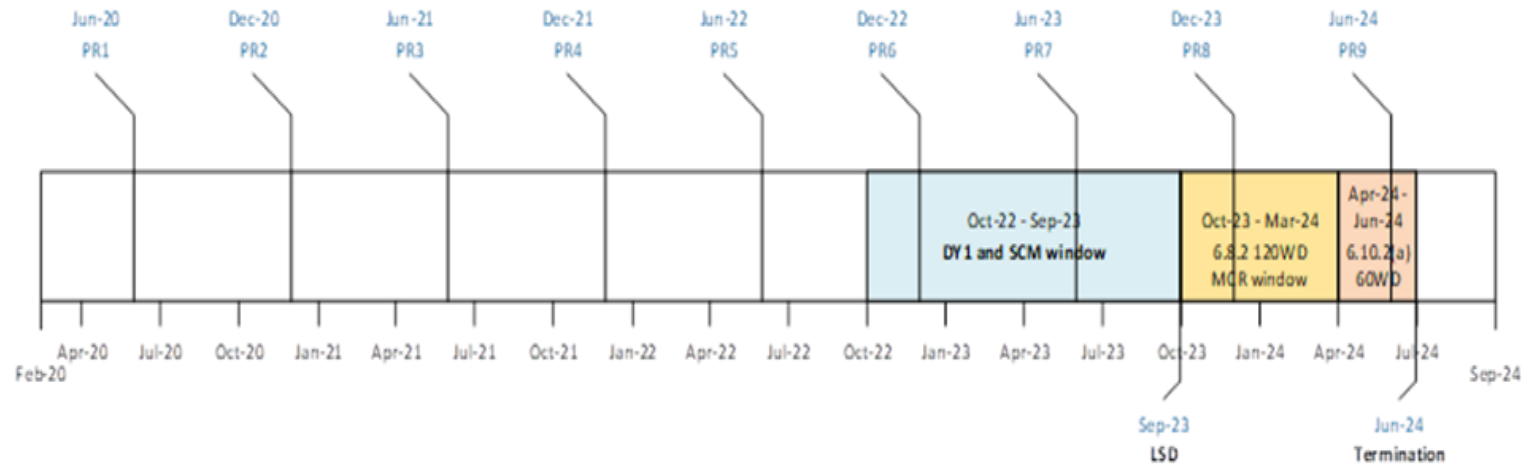 Jun-20 Dec-20 Jun-21 Dec-21 Jun-22 Dec-22 Jun-23 Dec-23 Jun-24
PR1 PR2 PR3 PR4 PR5 PR6 PR7 PR8 PR9
Oct-22 - Sep-23
DY1 and SCM window
Oct-23 - Mar-24
6.8.2 120WD
MCR window
Apr-24 -
Jun-24
6.10.2(a)
60WD
Apr-20 Jul-20 Oct-20 Jan-21 Apr-21 Jul-21 Oct-21 Jan-22 Apr-22 Jul-22 Oct-22 Jan-23 Apr-23 Jul-23 Oct-23 Jan-24 Apr-24 Jul-24
Feb-20 Sep-24
Sep-23 Jun-24
LSD Termination